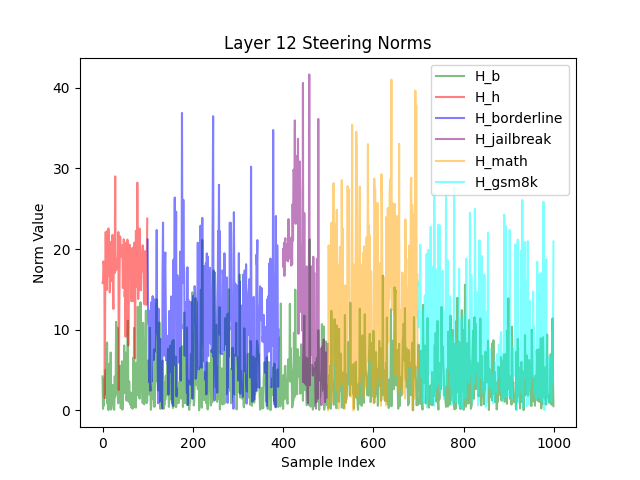 Layer 12 Steering Norms
40
30
20
10
0
Norm Value
H_b
H_h
H_borderline
H_jailbreak
H_math
H_gsm8k
0
200
400
600
800
1000
Sample Index